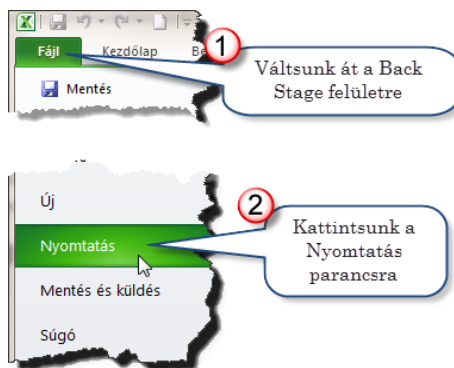 Fájl Kezdőlap
1
Váltsunk át a Back
Stage felületre
Mentés
Új
2
Nyomtatás
Kattintsunk a
Nyomtatás
parancsra
Mentés és küldés
Súgó